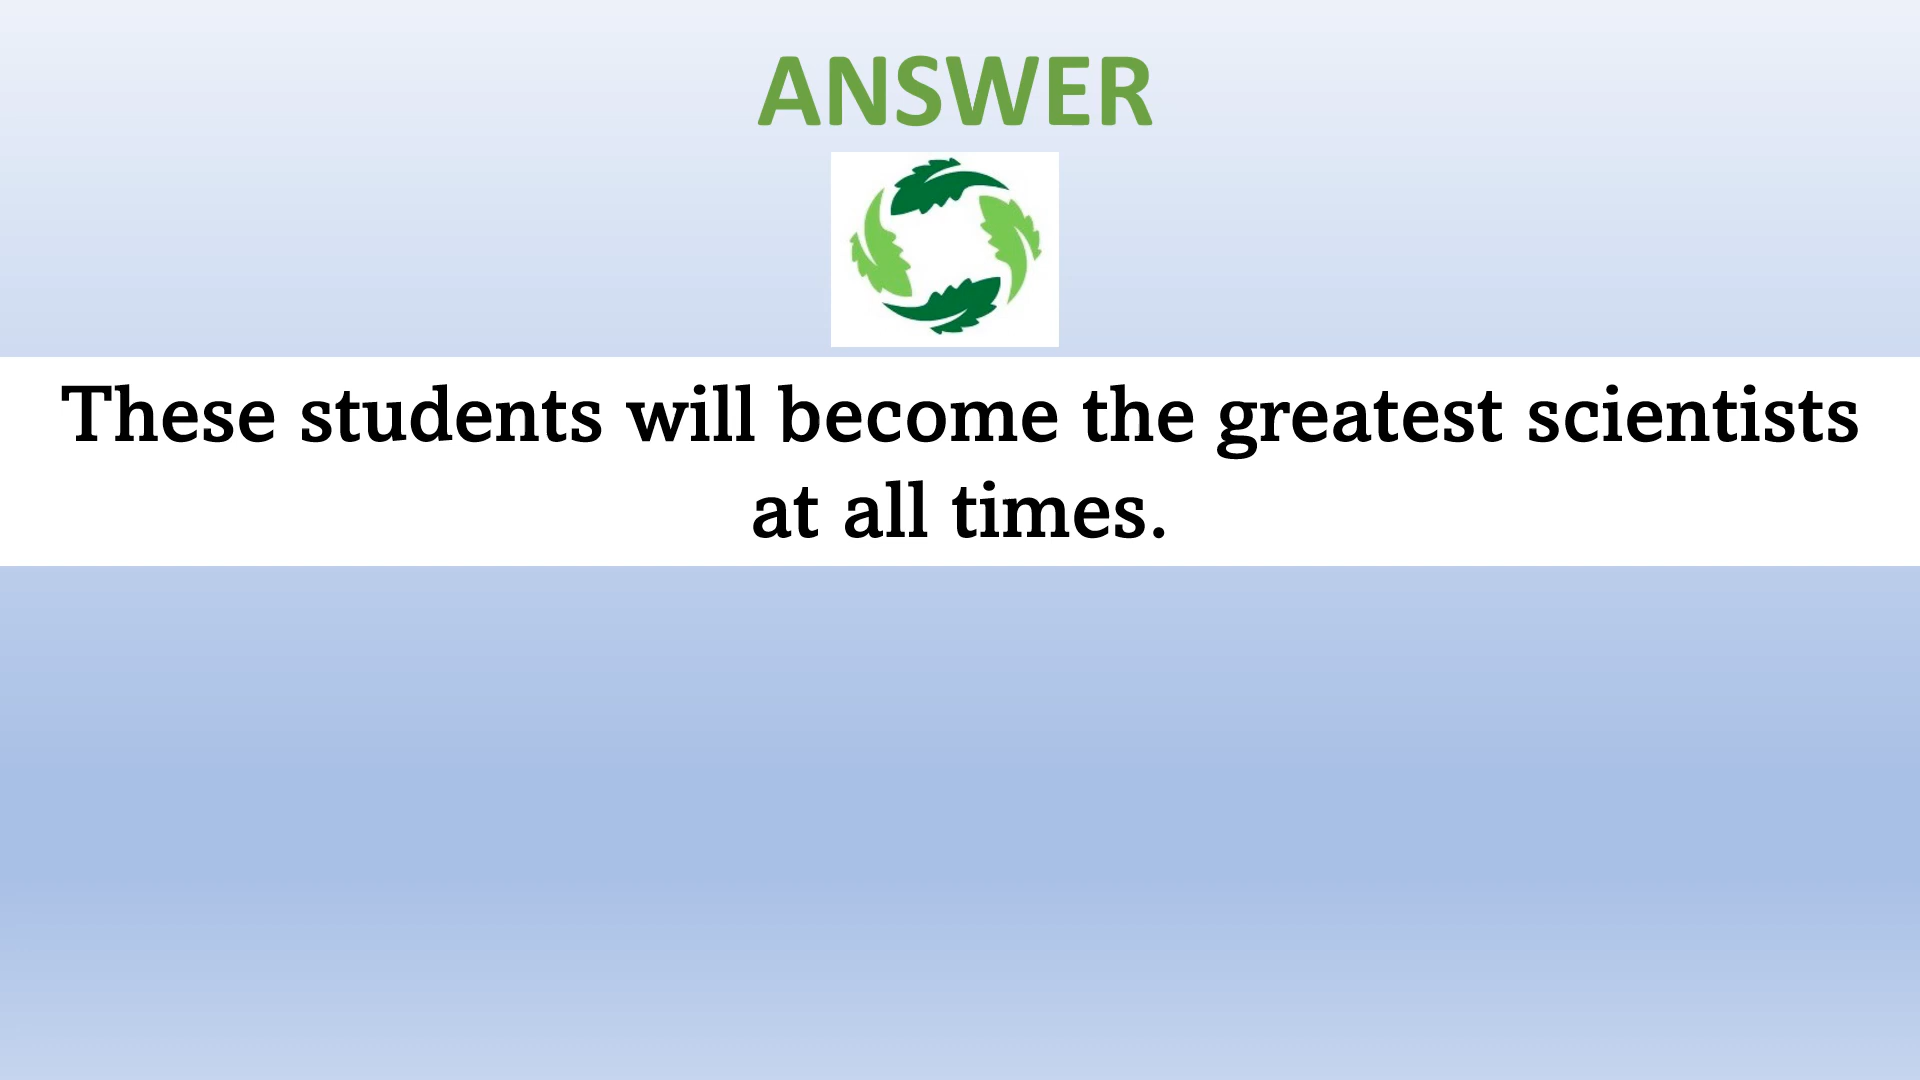 ANSWER
These students will become the greatest scientists
at all times.